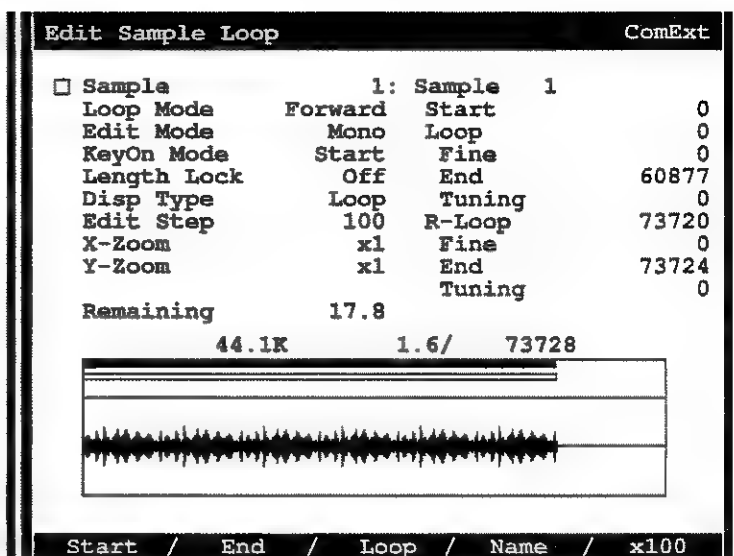 Edit Sample Loop ComExt
Sample 1: Sample 1
Loop Mode Forward Start 0
Edit Mode Mono Loop 0
KeyOn Mode Start Fine 0
Length Lock Off End 60877
Disp Type Loop Tuning 0
Edit Step 100 R-Loop 73720
X-Zoom x1 Fine 0
Y-Zoom x1 End 73724
Tuning 0
Remaining 17.8
44.1K 1.6/ 73728
Start / End / Loop / Name / x100